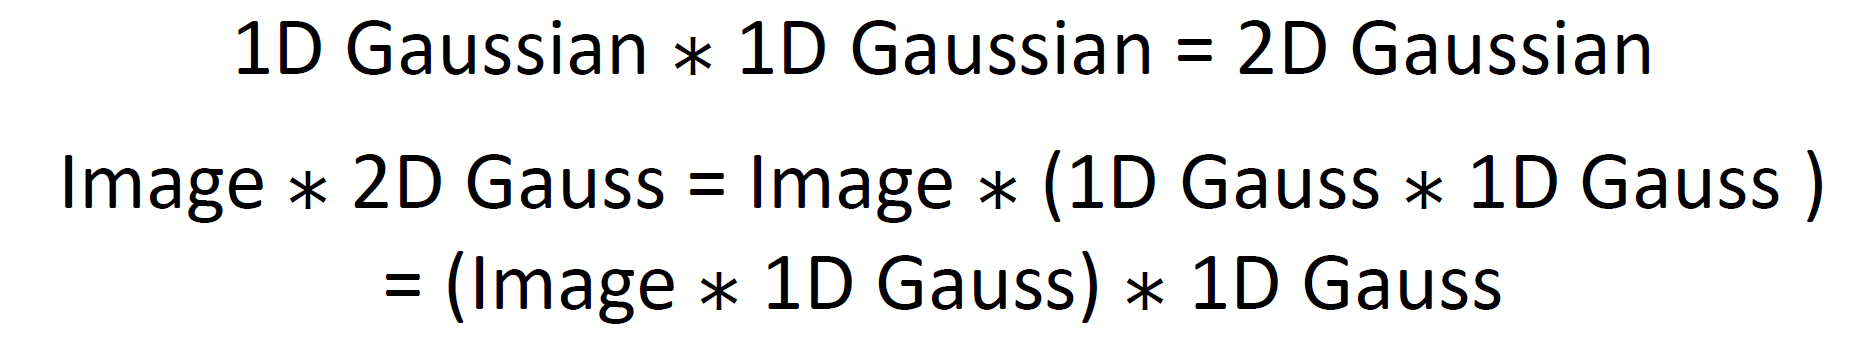 1D Gaussian ∗ 1D Gaussian = 2D Gaussian
Image ∗ 2D Gauss = Image ∗ (1D Gauss ∗ 1D Gauss )
= (Image ∗ 1D Gauss) ∗ 1D Gauss